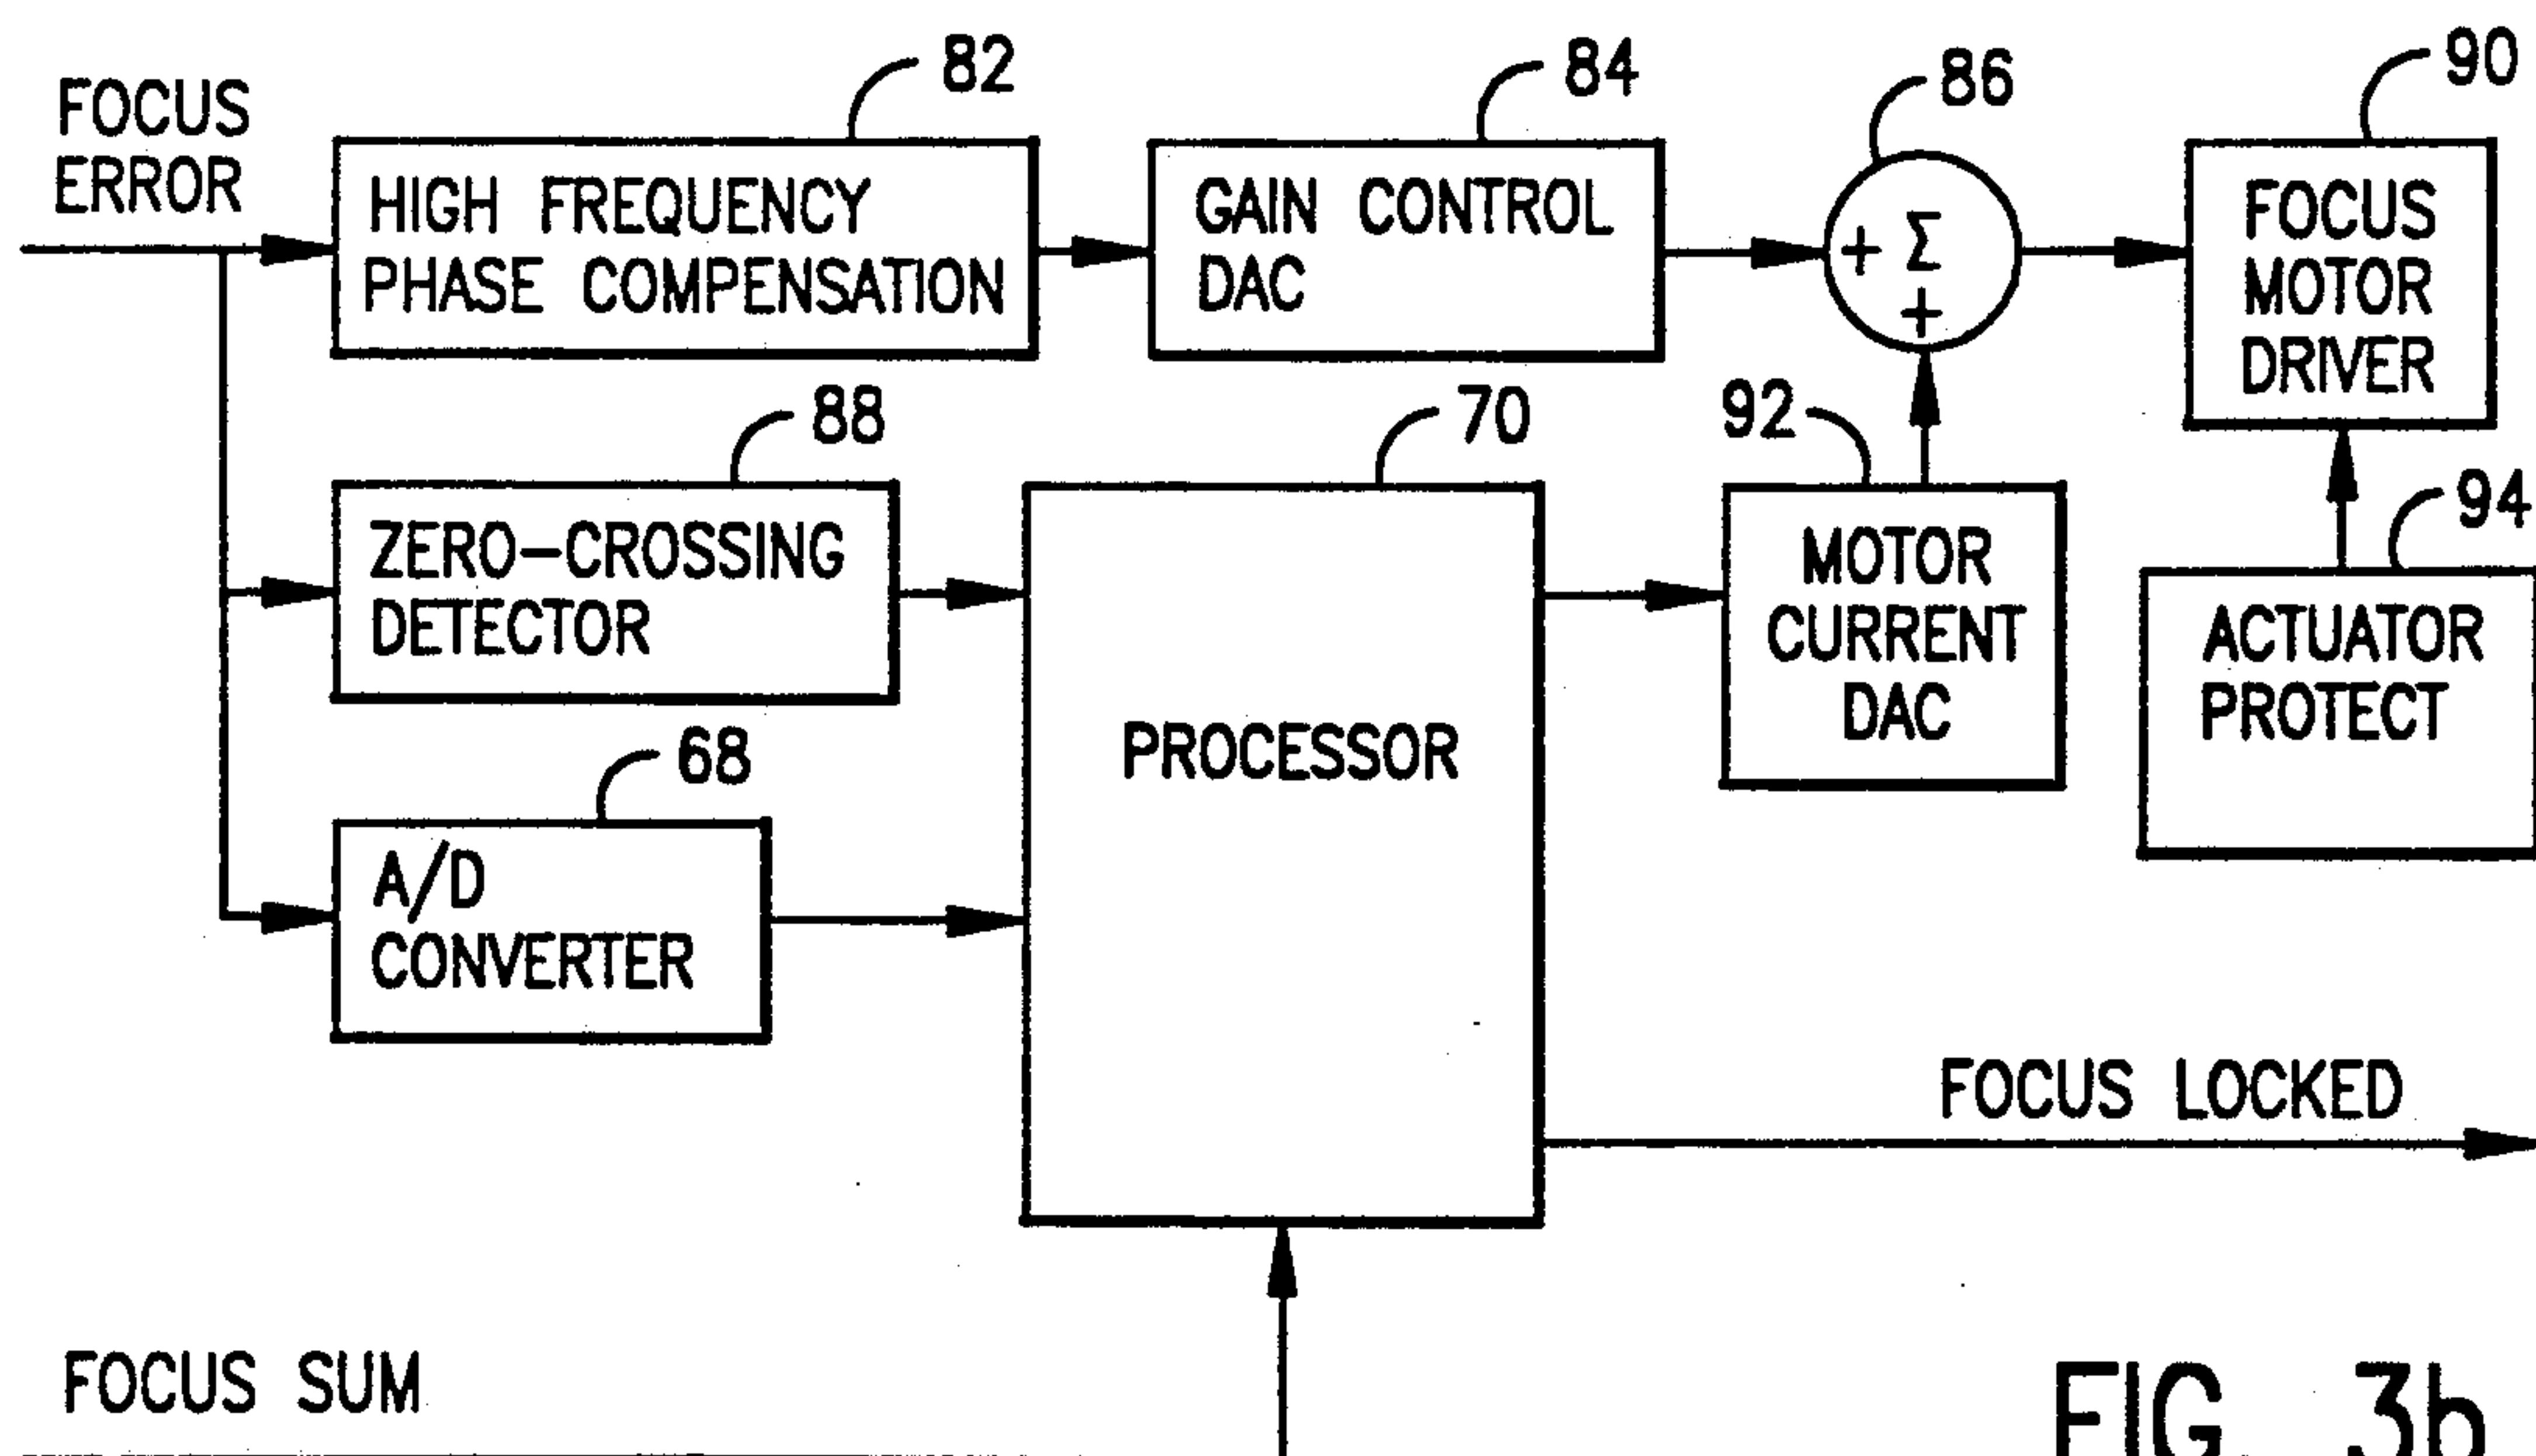 FOCUS
ERROR
82
HIGH FREQUENCY
PHASE COMPENSATION
84
GAIN CONTROL
DAC
86
+ Σ
+
90
FOCUS
MOTOR
DRIVER
88
ZERO-CROSSING
DETECTOR
70
PROCESSOR
92
MOTOR
CURRENT
DAC
94
ACTUATOR
PROTECT
68
A/D
CONVERTER
FOCUS LOCKED
FOCUS SUM
FIG. 3b